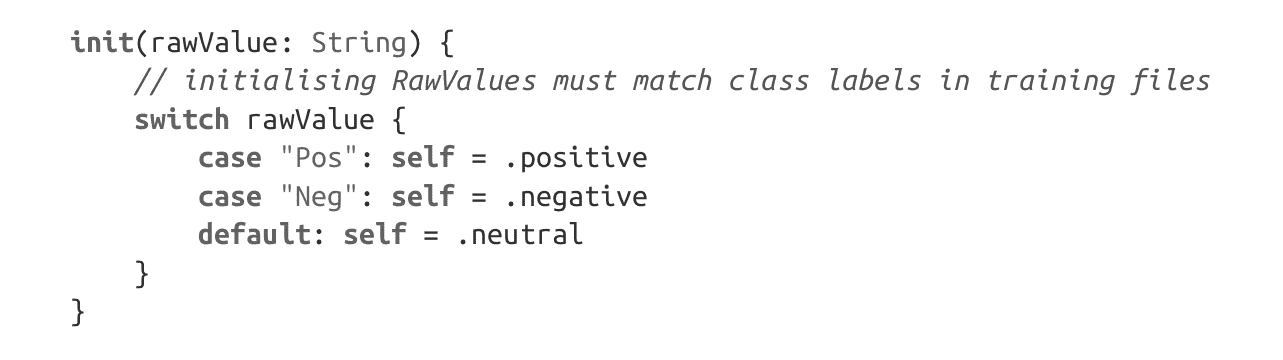 init(rawValue: String) {
    // initialising RawValues must match class labels in training files
    switch rawValue {
        case "Pos": self = .positive
        case "Neg": self = .negative
        default: self = .neutral
    }
}